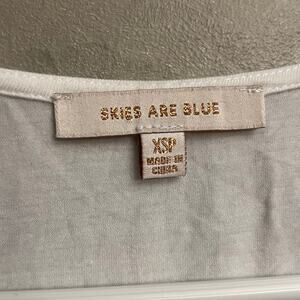 SKIES ARE BLUE
XSP
MADE IN
CHINA